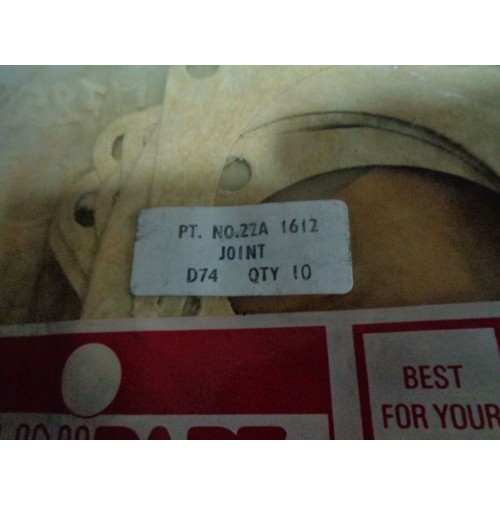 PT. NO.22A 1612
JOINT
D74 QTY 10
BEST
FOR YOUR